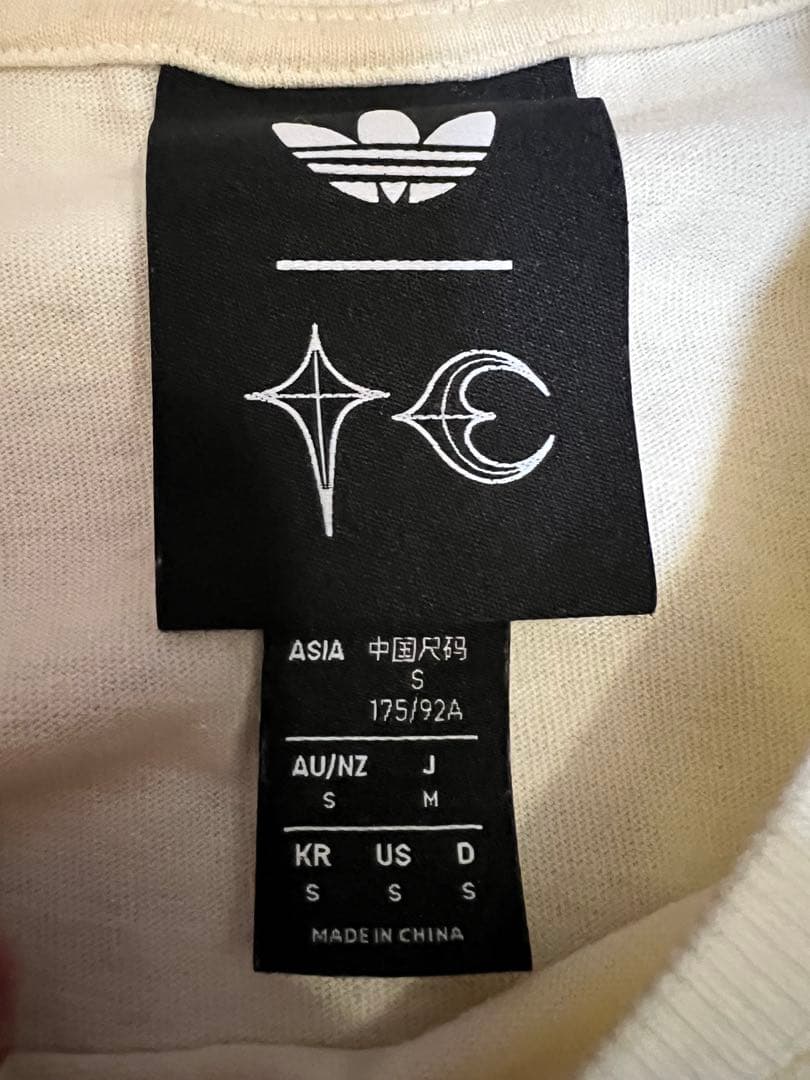 ASIA 中国尺码
S
175/92A
AU/NZ J
S M
KR US D
S S S
MADE IN CHINA